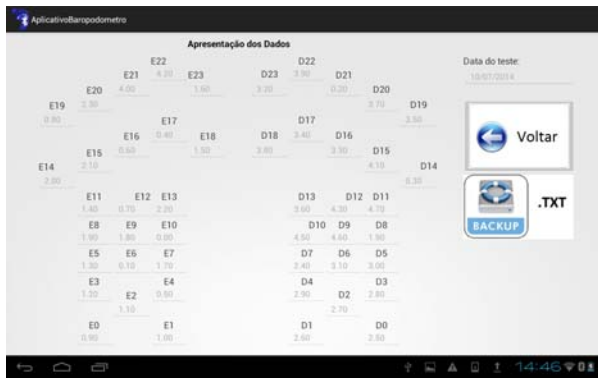 AplicativoBaropodometro
Apresentação dos Dados
E22 D22 Data do teste:
E21 4.20 E23 D23 3.90 D21 10/07/2014
E20 4.00 1.60 3.20 0.20 D20
E19 2.30 3.70 D19
0.80 E17 D17 3.60
E16 0.40 E18 D18 3.40 D16 Voltar
E15 0.60 1.50 3.80 3.90 D15
E14 2.10 4.10 D14
2.80 6.30
E11 E12 E13 D13 D12 D11
1.40 0.70 2.20 3.60 4.30 4.70 .TXT
E8 E9 E10 D10 D9 D8 BACKUP
1.90 1.80 0.00 4.60 4.60 1.90
E5 E6 E7 D7 D6 D5
1.30 0.10 1.70 2.40 3.10 3.00
E3 E4 D4 D3
1.20 E2 0.60 2.90 D2 2.80
1.10 2.70
E0 E1 D1 D0
0.90 1.00 2.60 2.50
14:46